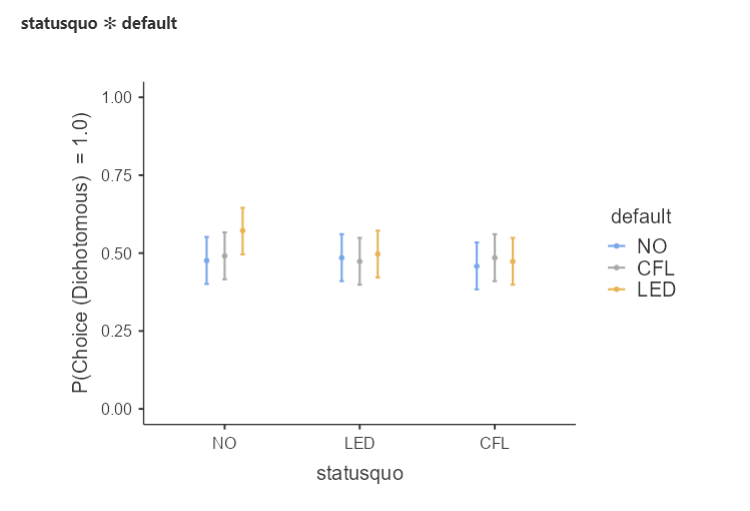 statusquo ✻ default
P(Choice (Dichotomous) = 1.0)
1.00
0.75
0.50
0.25
0.00
NO
LED
CFL
statusquo
default
NO
CFL
LED